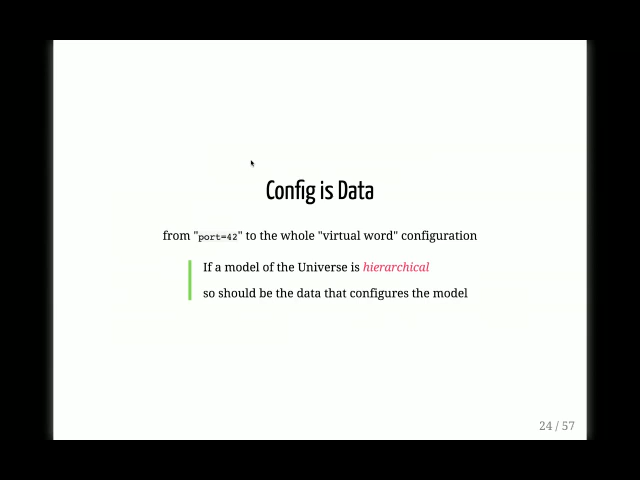 Config is Data
from "port=42" to the whole "virtual word" configuration
If a model of the Universe is hierarchical
so should be the data that configures the model
24 / 57